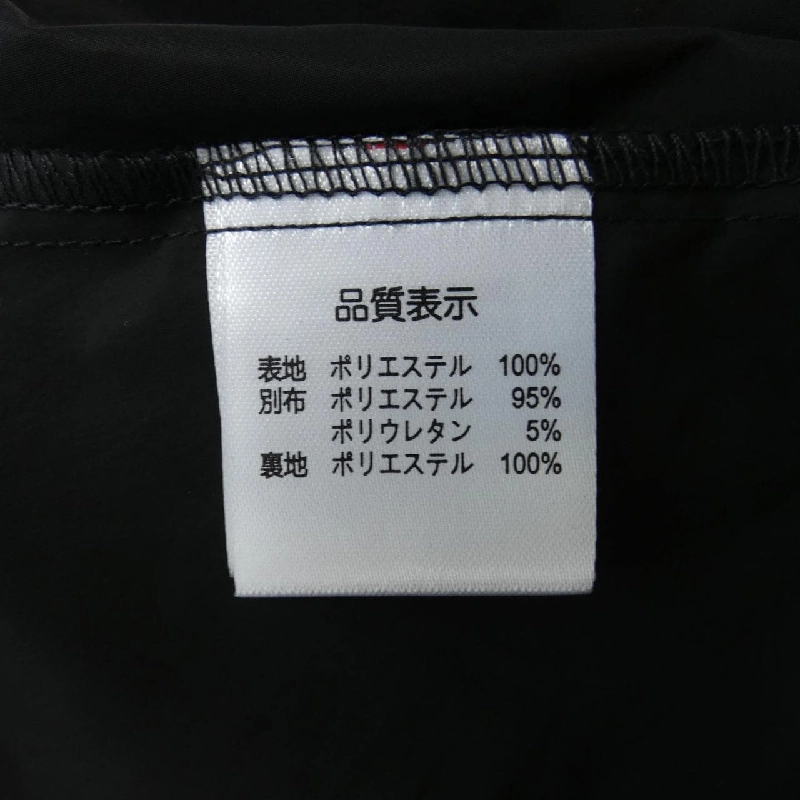 品質表示
表地 ポリエステル 100%
別布 ポリエステル 95%
ポリウレタン 5%
裏地 ポリエステル 100%